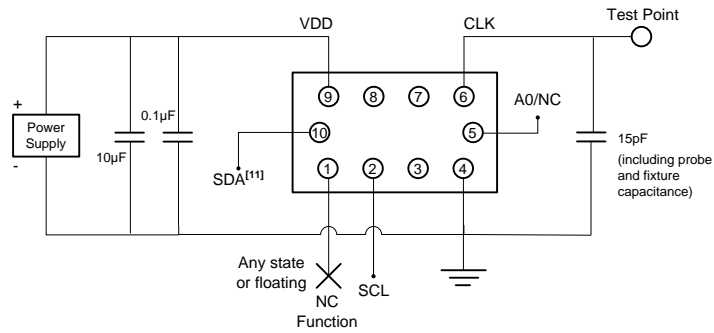 VDD
CLK
Test Point
9
8
7
6
A0/NC
+
Power
Supply
-
10µF
0.1µF
10
5
15pF
(including probe
and fixture
capacitance)
SDA[11]
1
2
3
4
Any state
or floating
NC
Function
SCL